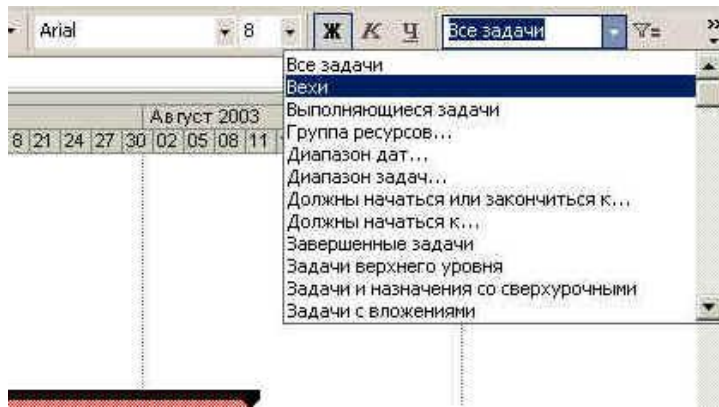 Arial 8 Ж К Ч Все задачи
Все задачи
Вехи
Август 2003
Выполняющиеся задачи
8 21 24 27 30 02 05 08 11
Группа ресурсов...
Диапазон дат...
Диапазон задач...
Должны начаться или закончиться к...
Должны начаться к...
Завершенные задачи
Задачи верхнего уровня
Задачи и назначения со сверхурочными
Задачи с вложениями